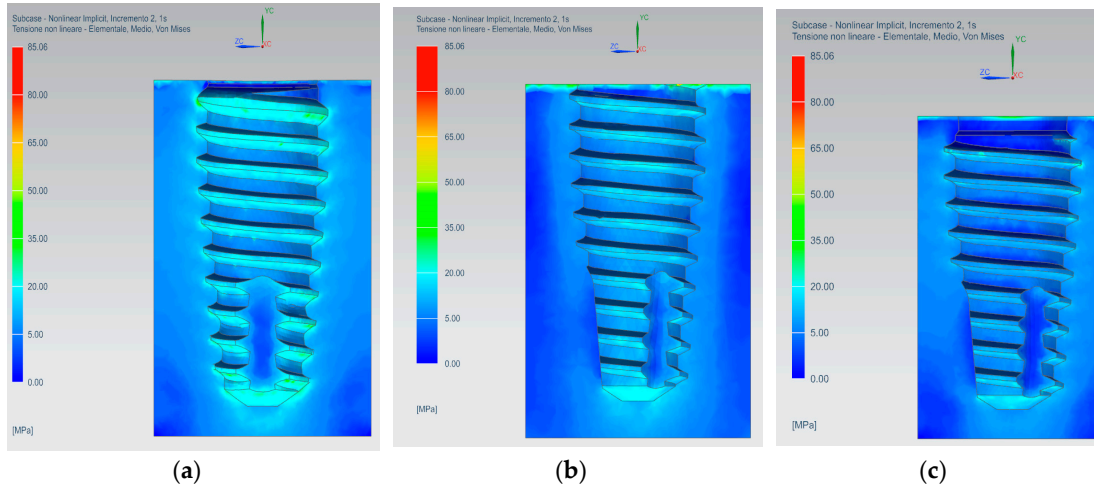 Subcase - Nonlinear Implicit, Incremento 2, 1s
Tensione non lineare - Elementale, Medio, Von Mises
85.06
80.00
65.00
50.00
35.00
20.00
5.00
0.00
[MPa]
YC
ZC
XC
(a)
Subcase - Nonlinear Implicit, Incremento 2, 1s
Tensione non lineare - Elementale, Medio, Von Mises
85.06
80.00
65.00
50.00
35.00
20.00
5.00
0.00
[MPa]
YC
ZC
XC
(b)
Subcase - Nonlinear Implicit, Incremento 2, 1s
Tensione non lineare - Elementale, Medio, Von Mises
85.06
80.00
65.00
50.00
35.00
20.00
5.00
0.00
[MPa]
YC
ZC
XC
(c)